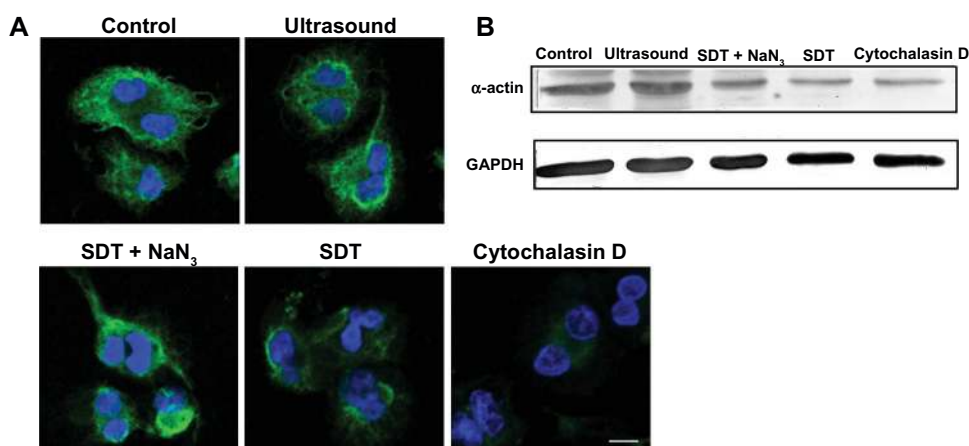 A
Control
Ultrasound
SDT + NaN₃
SDT
Cytochalasin D
B
Control Ultrasound SDT + NaN₃ SDT Cytochalasin D
α-actin
GAPDH